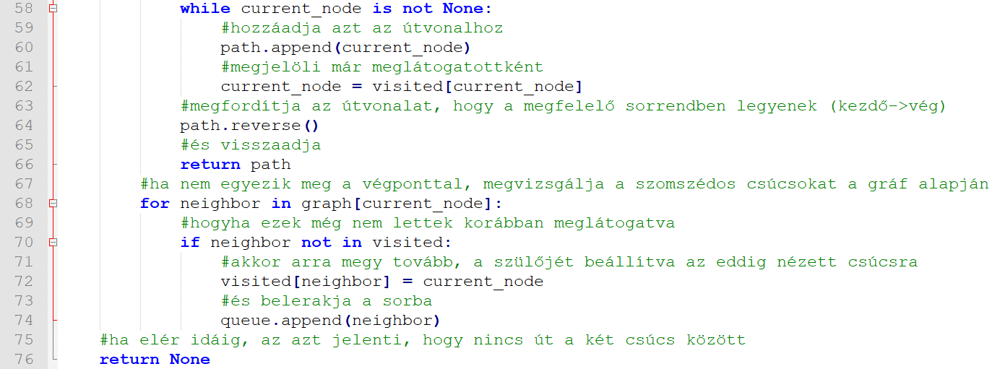 58 while current_node is not None:
59 #hozzáadja azt az útvonalhoz
60 path.append(current_node)
61 #megjelöli már meglátogatottként
62 current_node = visited[current_node]
63 #megfordítja az útvonalat, hogy a megfelelő sorrendben legyenek (kezdő->vég)
64 path.reverse()
65 #és visszaadja
66 return path
67 #ha nem egyezik meg a végponttal, megvizsgálja a szomszédos csúcsokat a gráf alapján
68 for neighbor in graph[current_node]:
69 #hogyha ezek még nem lettek korábban meglátogatva
70 if neighbor not in visited:
71 #akkor arra megy tovább, a szülőjét beállítva az eddig nézett csúcsra
72 visited[neighbor] = current_node
73 #és belerakja a sorba
74 queue.append(neighbor)
75 #ha elér idáig, az azt jelenti, hogy nincs út a két csúcs között
76 return None